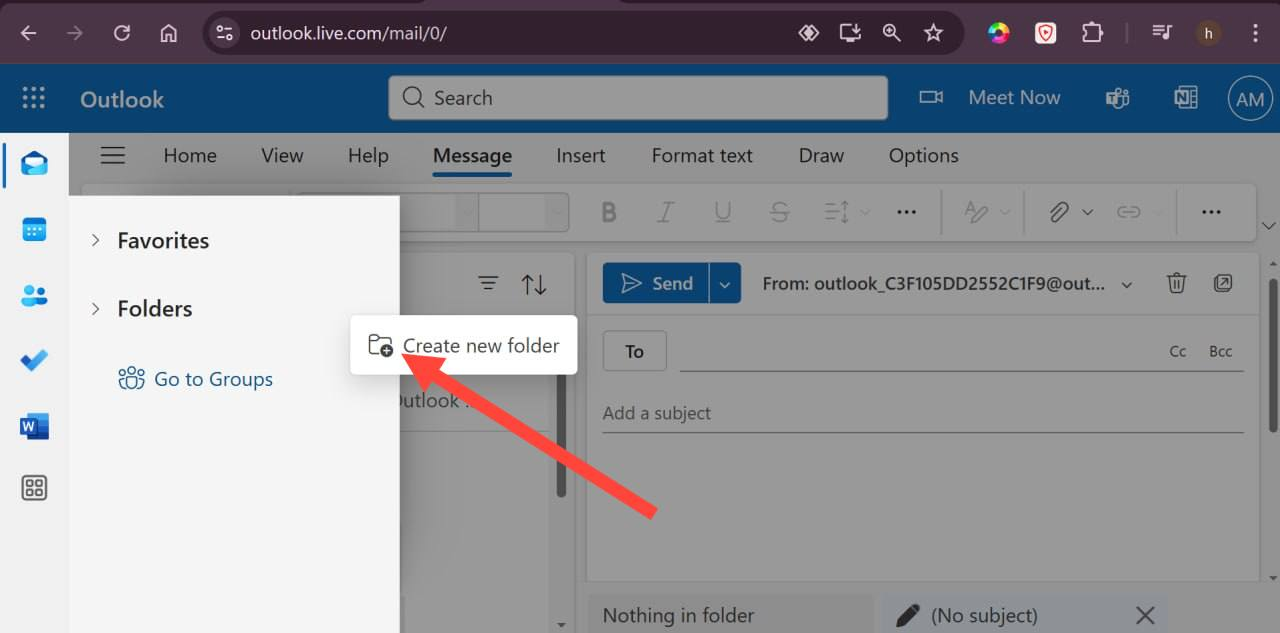 outlook.live.com/mail/0/
h
Outlook
Search
Meet Now
AM
Home View Help Message Insert Format text Draw Options
B I U S
Favorites
Folders
Go to Groups
Create new folder
Outlook ...
Send
From: outlook_C3F105DD2552C1F9@out...
To
Cc Bcc
Add a subject
W
Nothing in folder
(No subject)